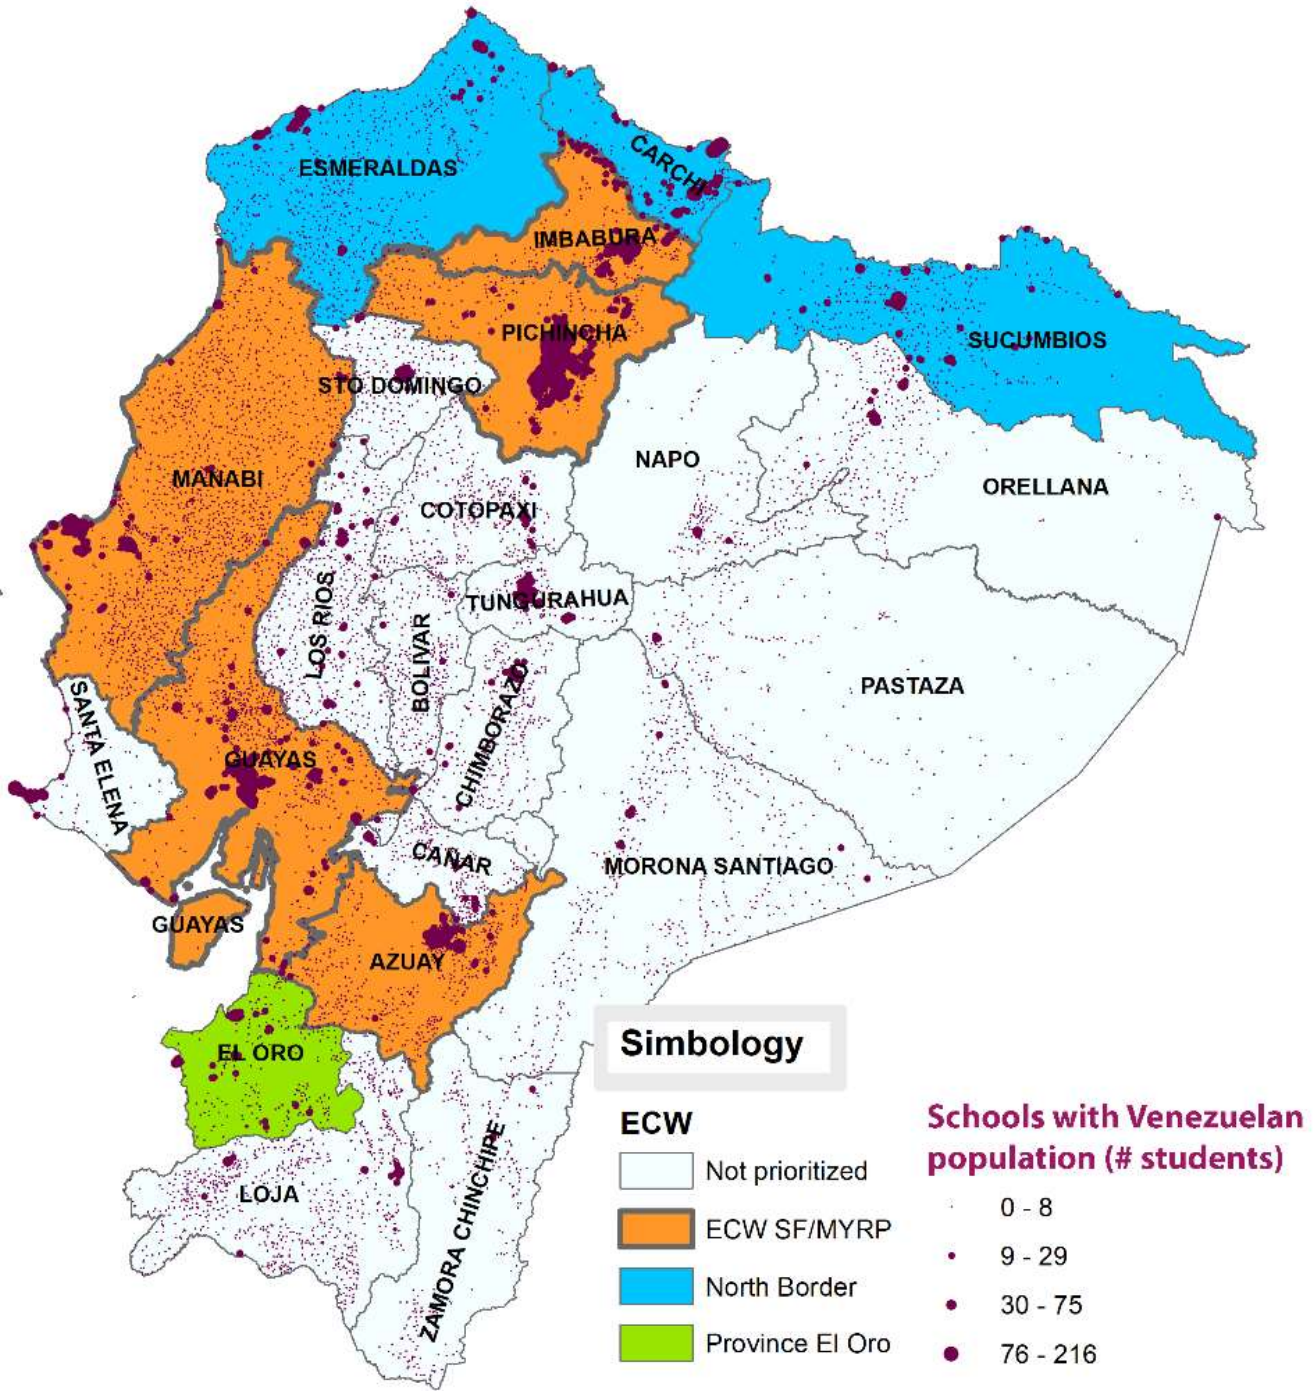 ESMERALDAS
CARCHI
IMBABURA
PICHINCHA
SUCUMBIOS
STO DOMINGO
NAPO
MANABI
ORELLANA
COTOPAXI
LOS RIOS
TUNGURAHUA
BOLIVAR
PASTAZA
SANTA ELENA
CHIMBORAZO
GUAYAS
CAÑAR
MORONA SANTIAGO
GUAYAS
AZUAY
EL ORO
LOJA
ZAMORA CHINCHIPE
Simbology
ECW
Not prioritized
ECW SF/MYRP
North Border
Province El Oro
Schools with Venezuelan
population (# students)
0 - 8
9 - 29
30 - 75
76 - 216